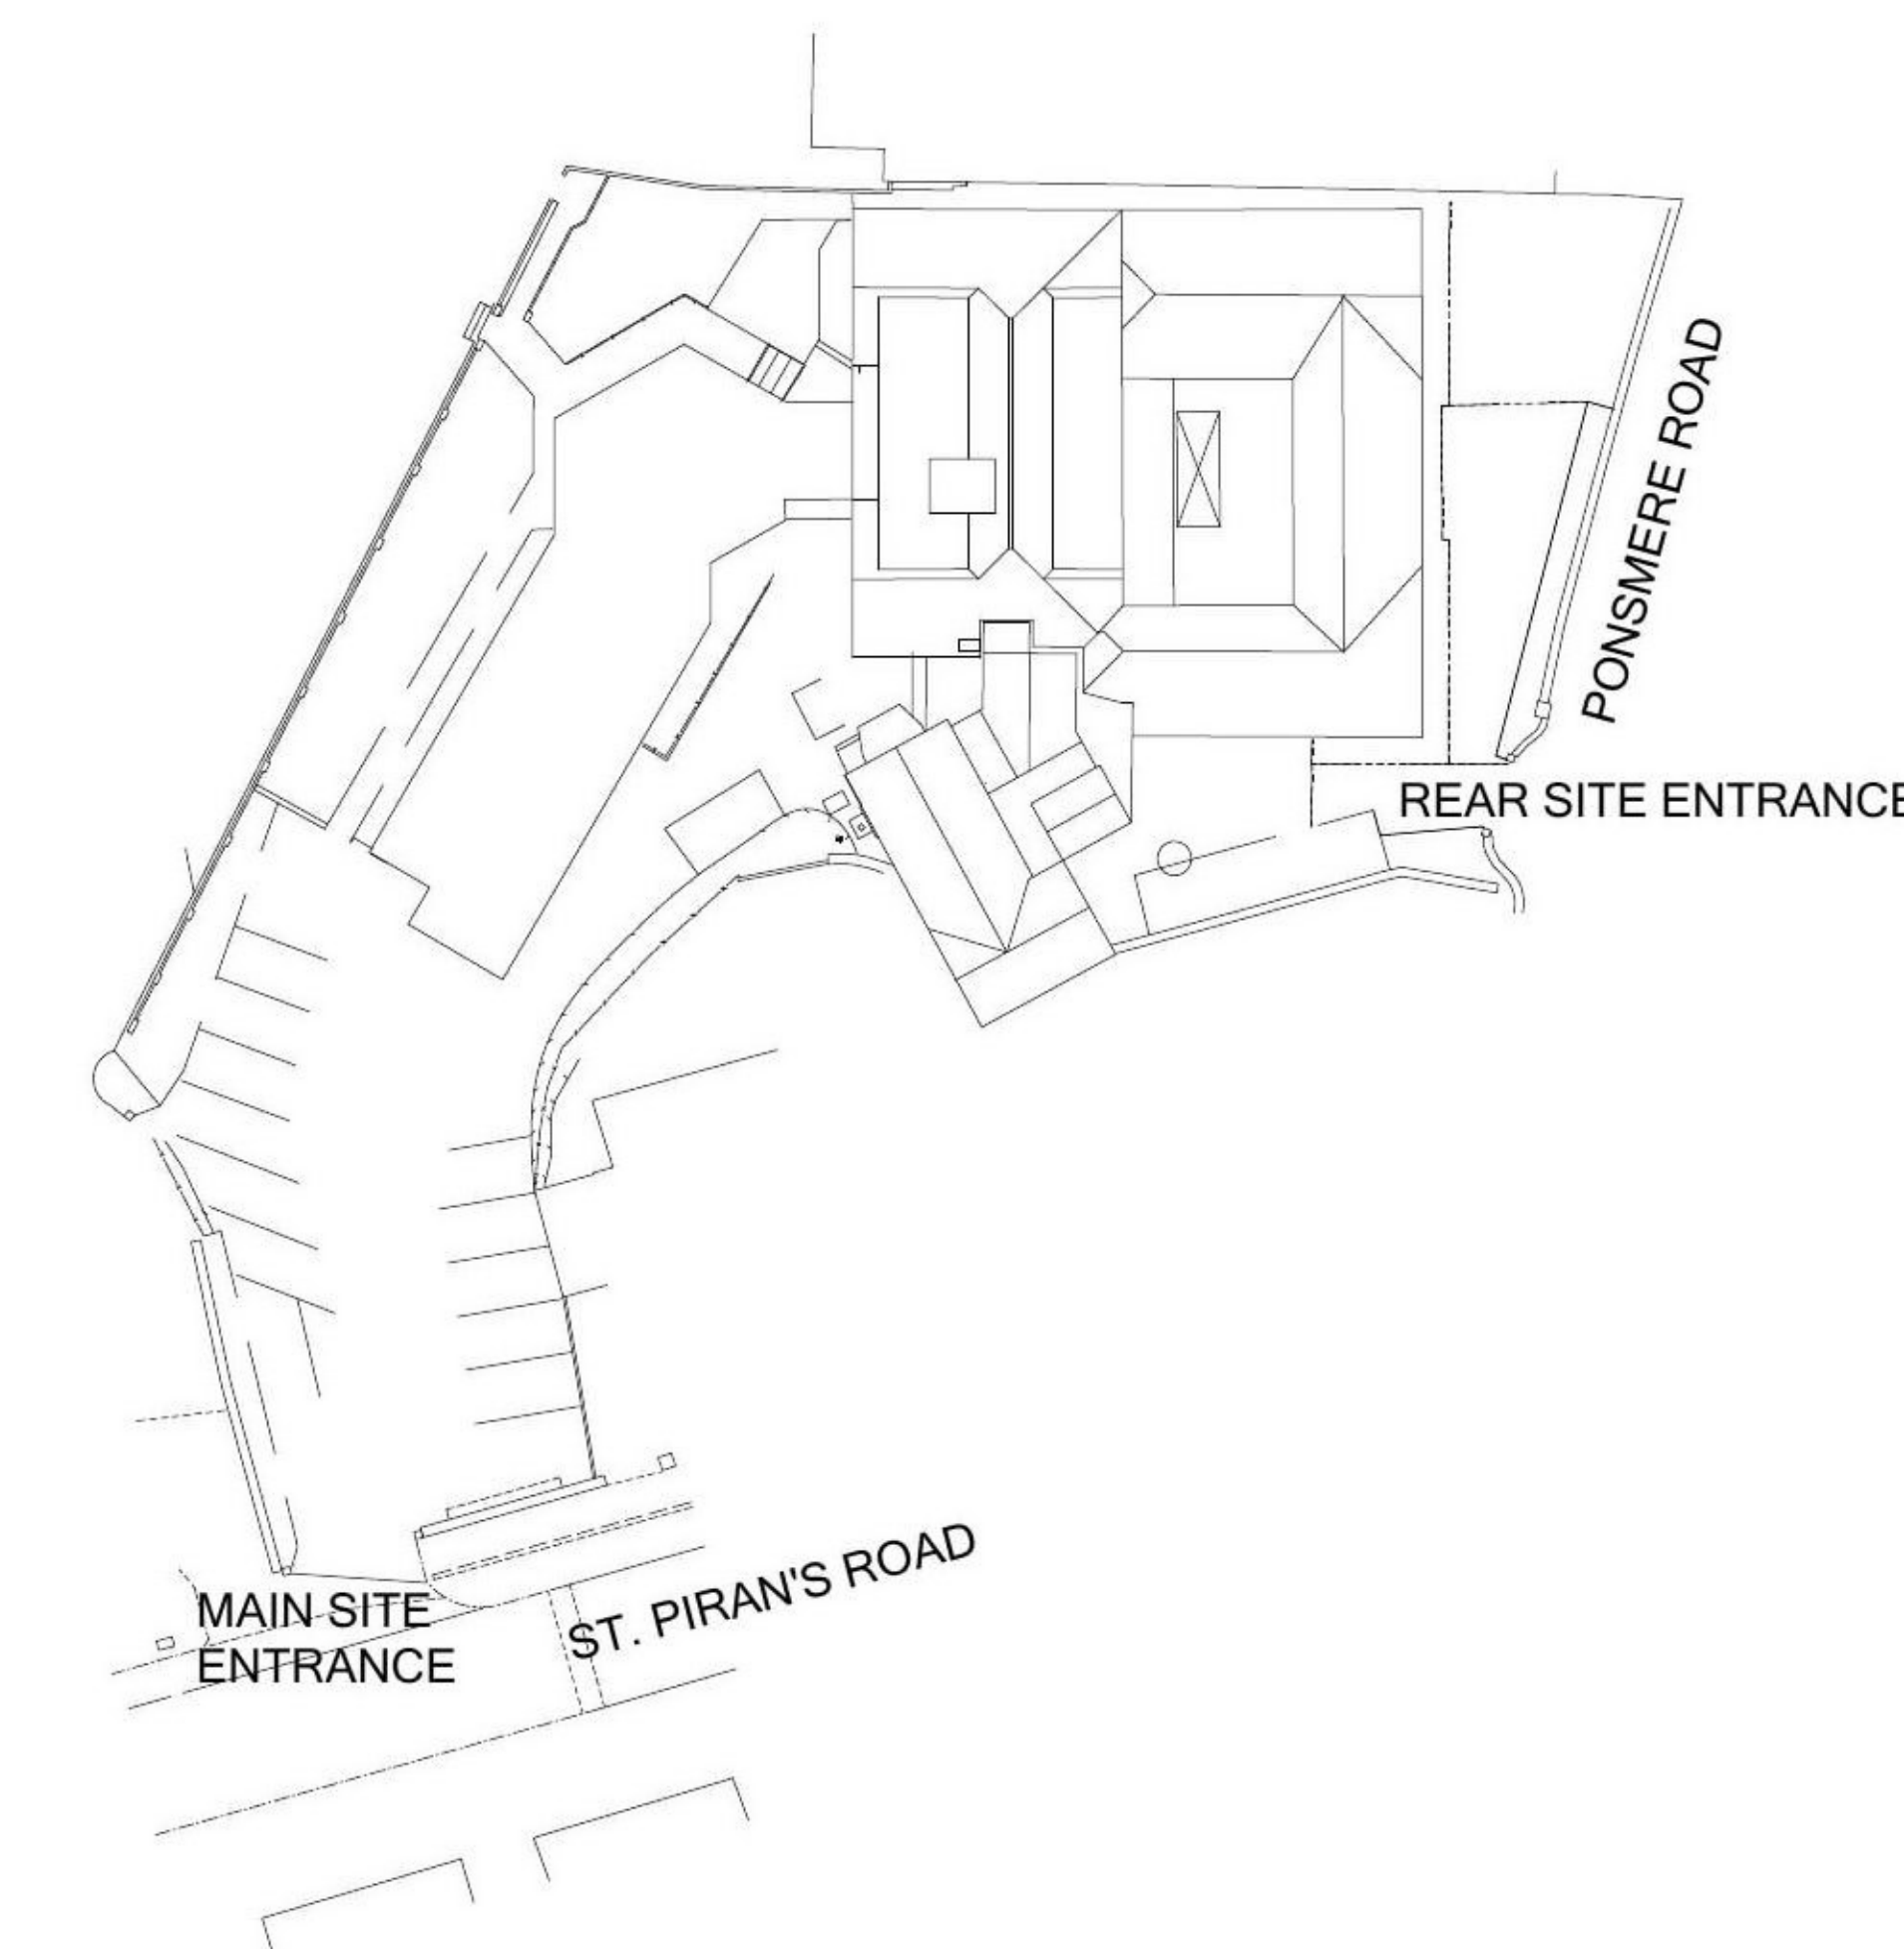 PONSMERE ROAD
REAR SITE ENTRANCE
ST. PIRAN'S ROAD
MAIN SITE
ENTRANCE